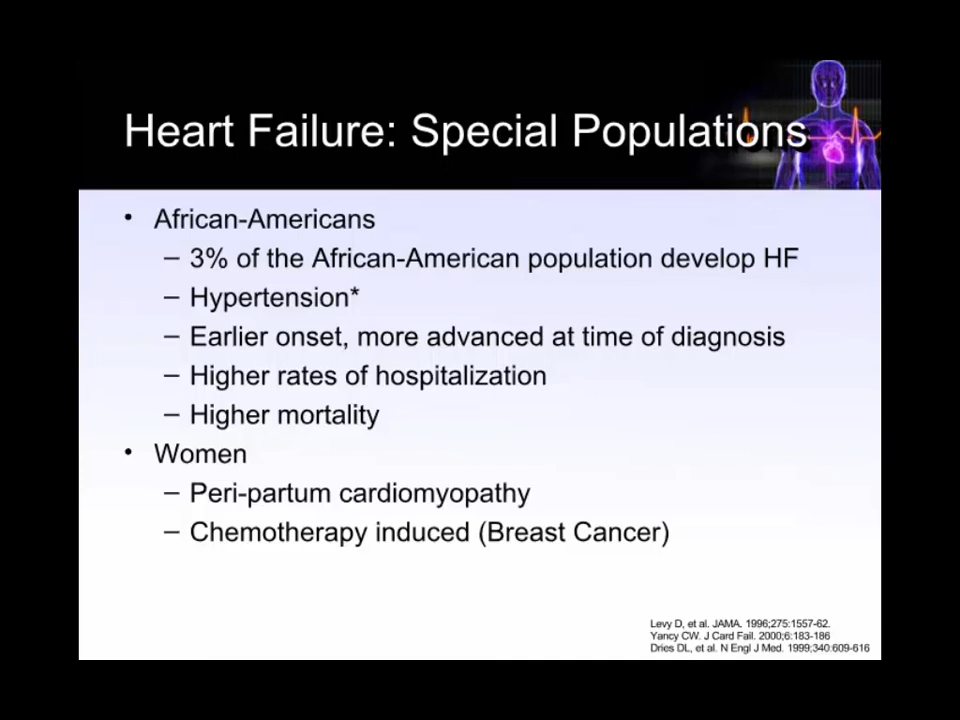 Heart Failure: Special Populations
• African-Americans
– 3% of the African-American population develop HF
– Hypertension*
– Earlier onset, more advanced at time of diagnosis
– Higher rates of hospitalization
– Higher mortality
• Women
– Peri-partum cardiomyopathy
– Chemotherapy induced (Breast Cancer)
Levy D, et al. JAMA. 1996;275:1557-62.
Yancy CW. J Card Fail. 2000;6:183-186
Dries DL, et al. N Engl J Med. 1999;340:609-616